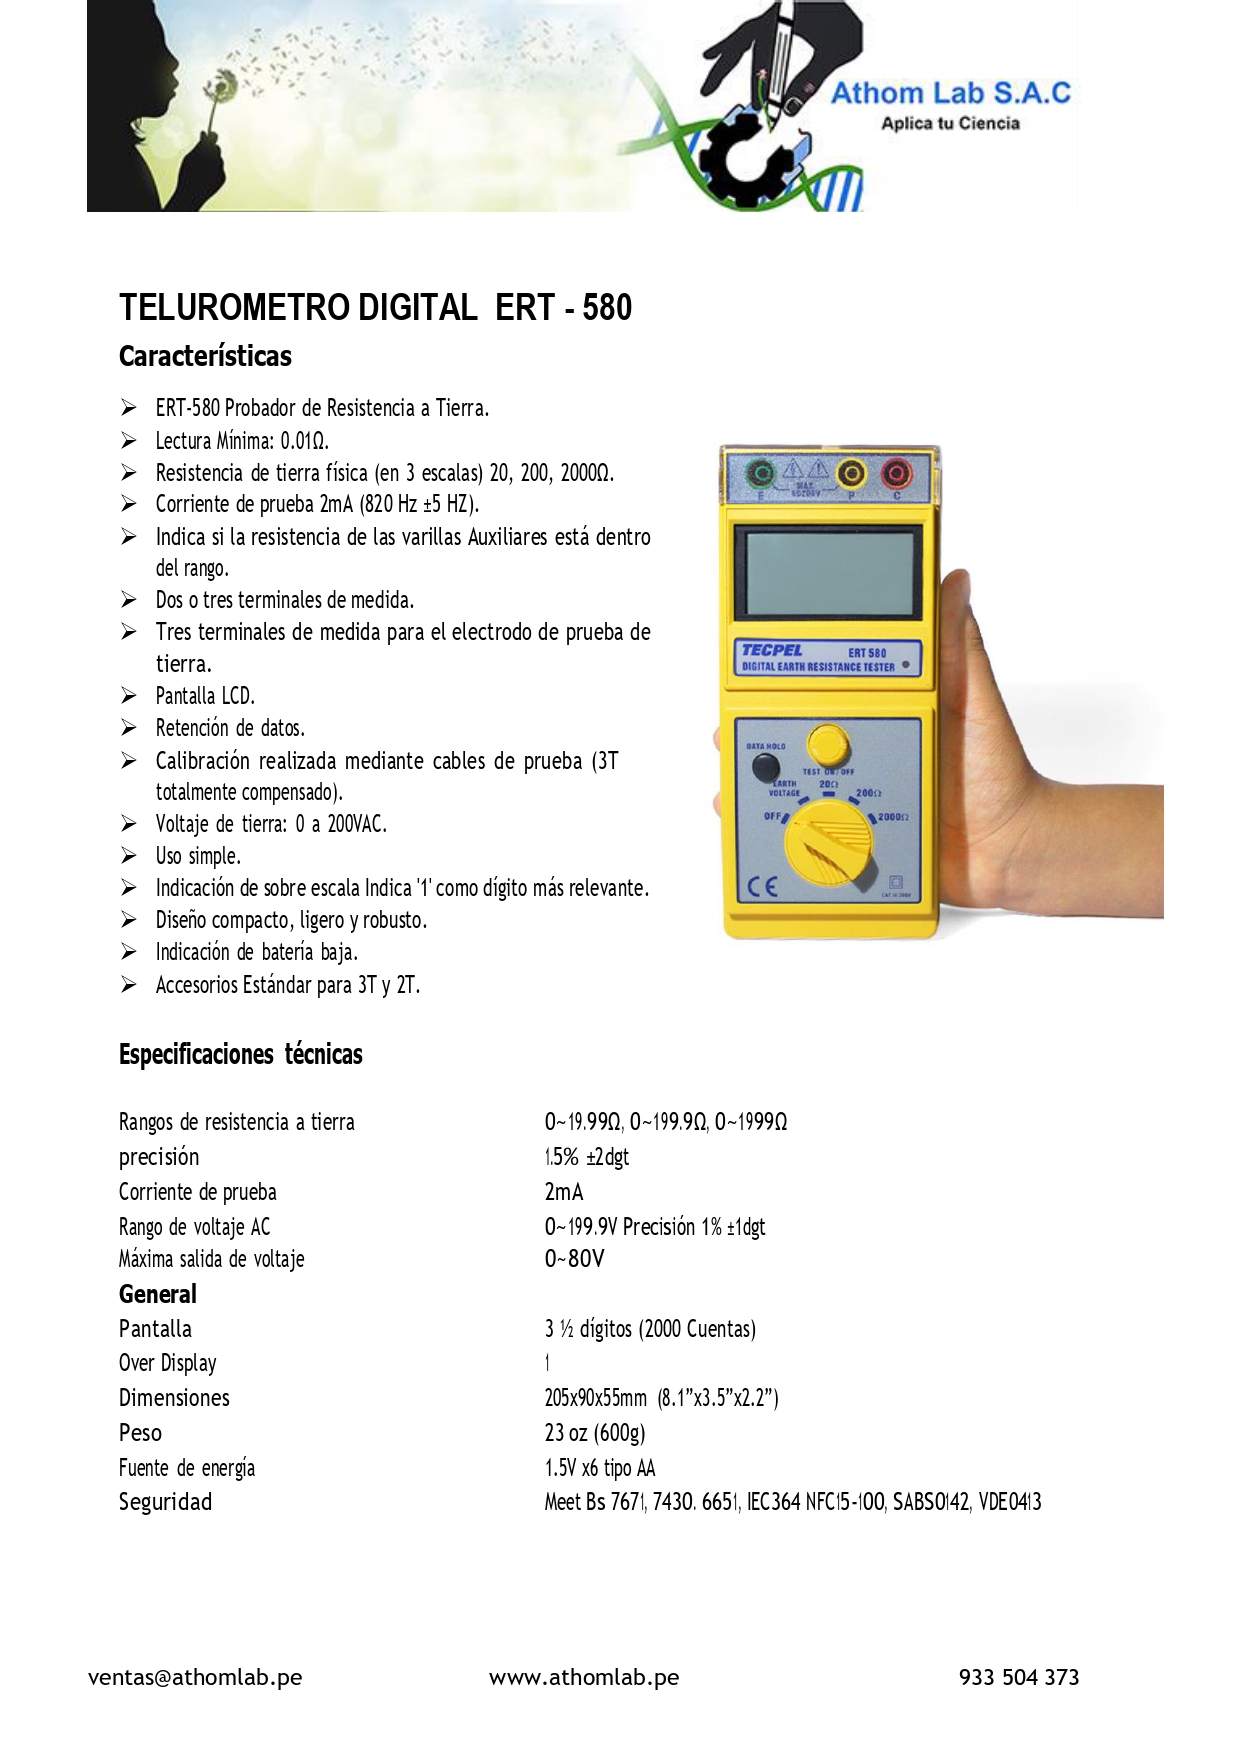 Athom Lab S.A.C
Aplica tu Ciencia
TELUROMETRO DIGITAL ERT - 580
Características
➢ ERT-580 Probador de Resistencia a Tierra.
➢ Lectura Mínima: 0.01Ω.
➢ Resistencia de tierra física (en 3 escalas) 20, 200, 2000Ω.
➢ Corriente de prueba 2mA (820 Hz ±5 HZ).
➢ Indica si la resistencia de las varillas Auxiliares está dentro
del rango.
➢ Dos o tres terminales de medida.
➢ Tres terminales de medida para el electrodo de prueba de
tierra.
➢ Pantalla LCD.
➢ Retención de datos.
➢ Calibración realizada mediante cables de prueba (3T
totalmente compensado).
➢ Voltaje de tierra: 0 a 200VAC.
➢ Uso simple.
➢ Indicación de sobre escala Indica '1' como dígito más relevante.
➢ Diseño compacto, ligero y robusto.
➢ Indicación de batería baja.
➢ Accesorios Estándar para 3T y 2T.
E P C
MAX
TECPEL ERT 580
DIGITAL EARTH RESISTANCE TESTER
DATA HOLD
TEST ON/OFF
EARTH VOLTAGE
20Ω
200Ω
OFF
2000Ω
CE
Especificaciones técnicas
Rangos de resistencia a tierra 0~19.99Ω, 0~199.9Ω, 0~1999Ω
precisión 1.5% ±2dgt
Corriente de prueba 2mA
Rango de voltaje AC 0~199.9V Precisión 1% ±1dgt
Máxima salida de voltaje 0~80V
General
Pantalla 3 ½ dígitos (2000 Cuentas)
Over Display 1
Dimensiones 205x90x55mm (8.1”x3.5”x2.2”)
Peso 23 oz (600g)
Fuente de energía 1.5V x6 tipo AA
Seguridad Meet Bs 7671, 7430. 6651, IEC364 NFC15-100, SABS0142, VDE0413
ventas@athomlab.pe www.athomlab.pe 933 504 373